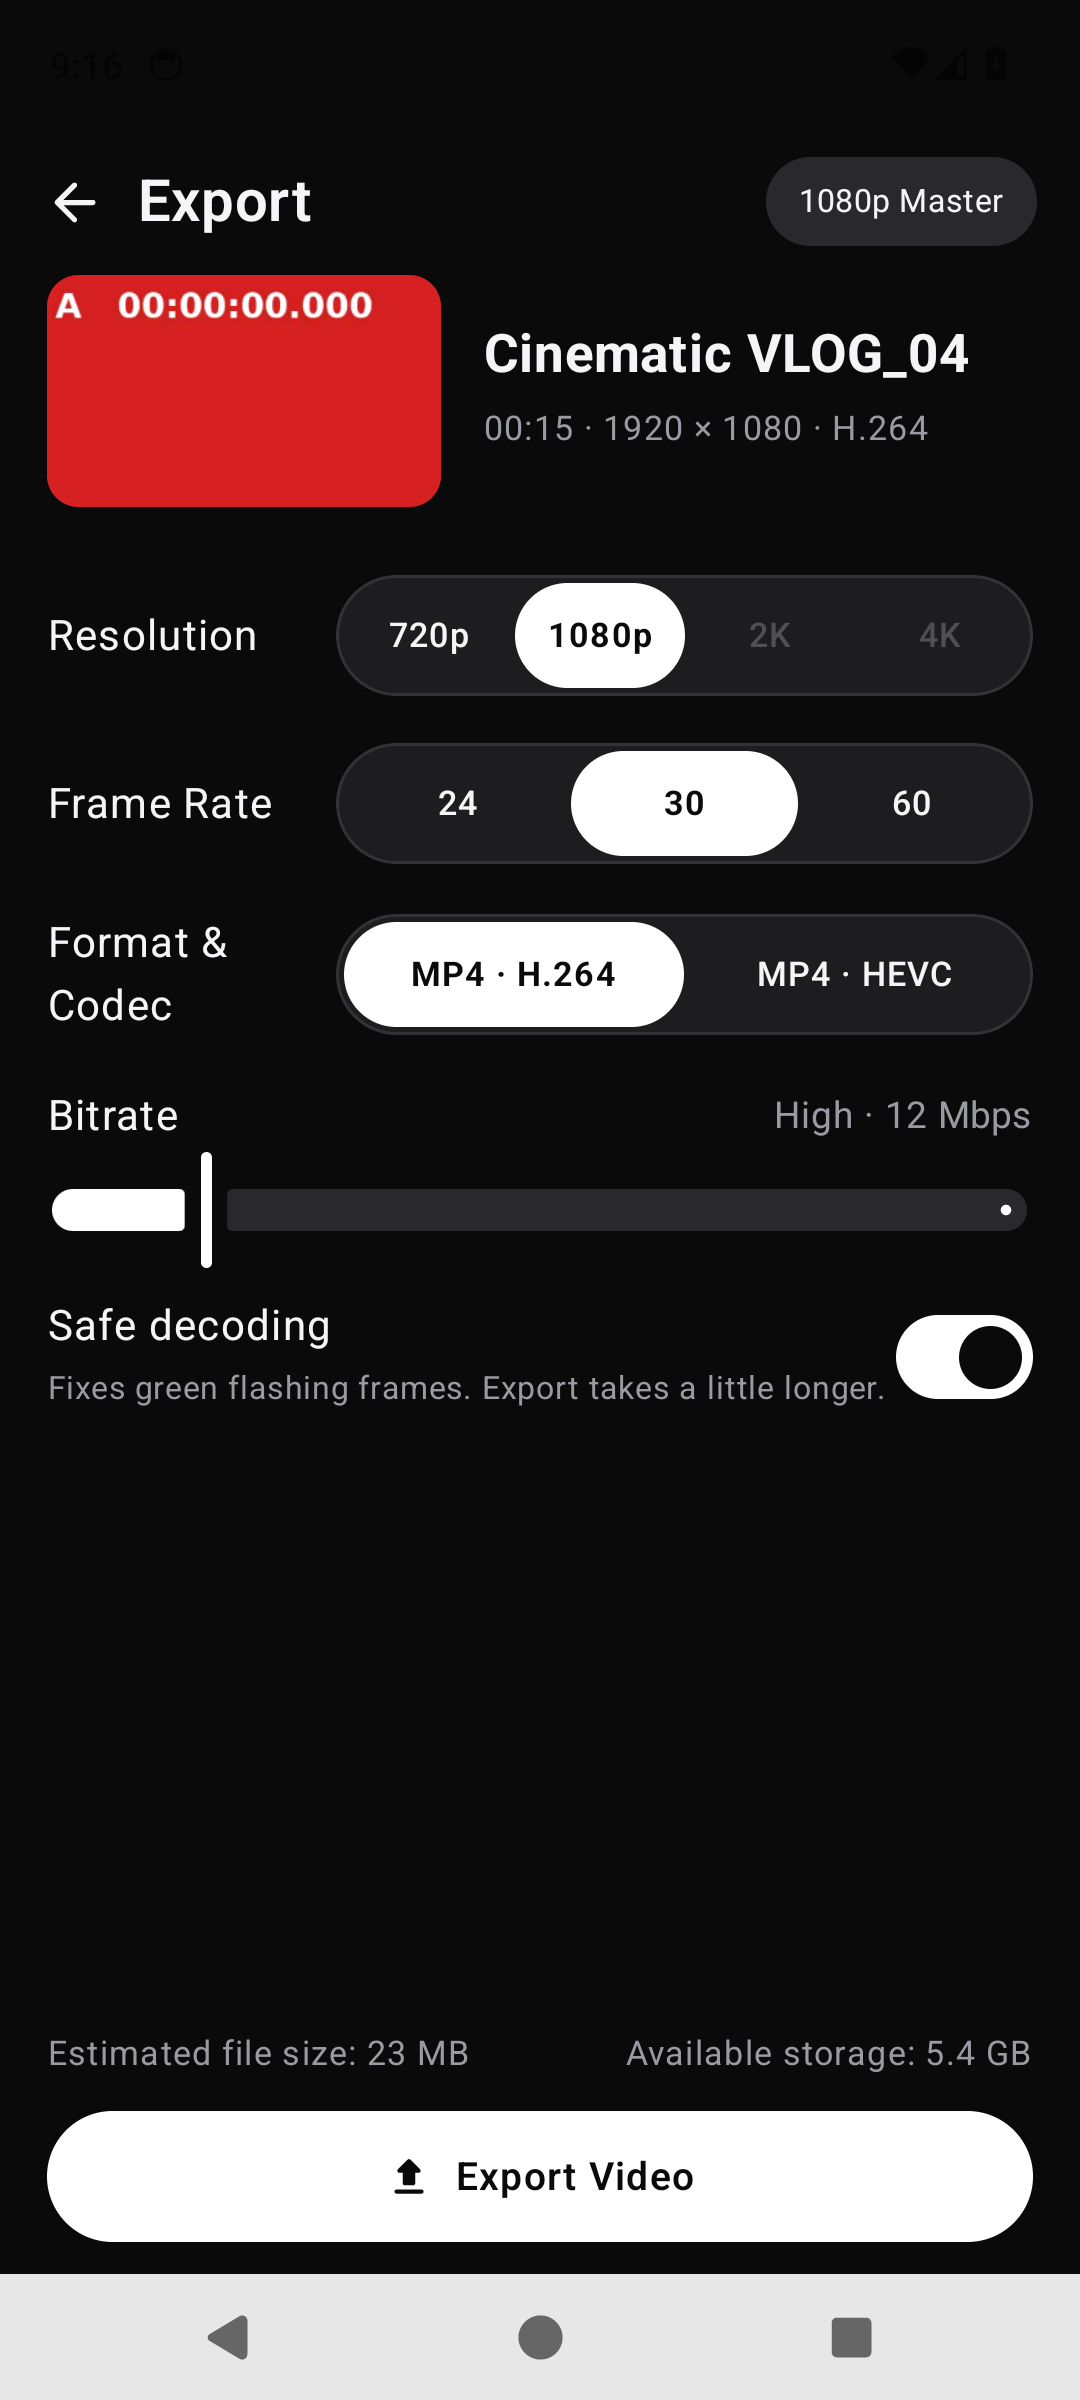 9:16
Export
1080p Master
A 00:00:00.000
Cinematic VLOG_04
00:15 · 1920 × 1080 · H.264
Resolution
720p 1080p 2K 4K
Frame Rate
24 30 60
Format &
Codec
MP4 · H.264 MP4 · HEVC
Bitrate
High · 12 Mbps
Safe decoding
Fixes green flashing frames. Export takes a little longer.
Estimated file size: 23 MB
Available storage: 5.4 GB
Export Video